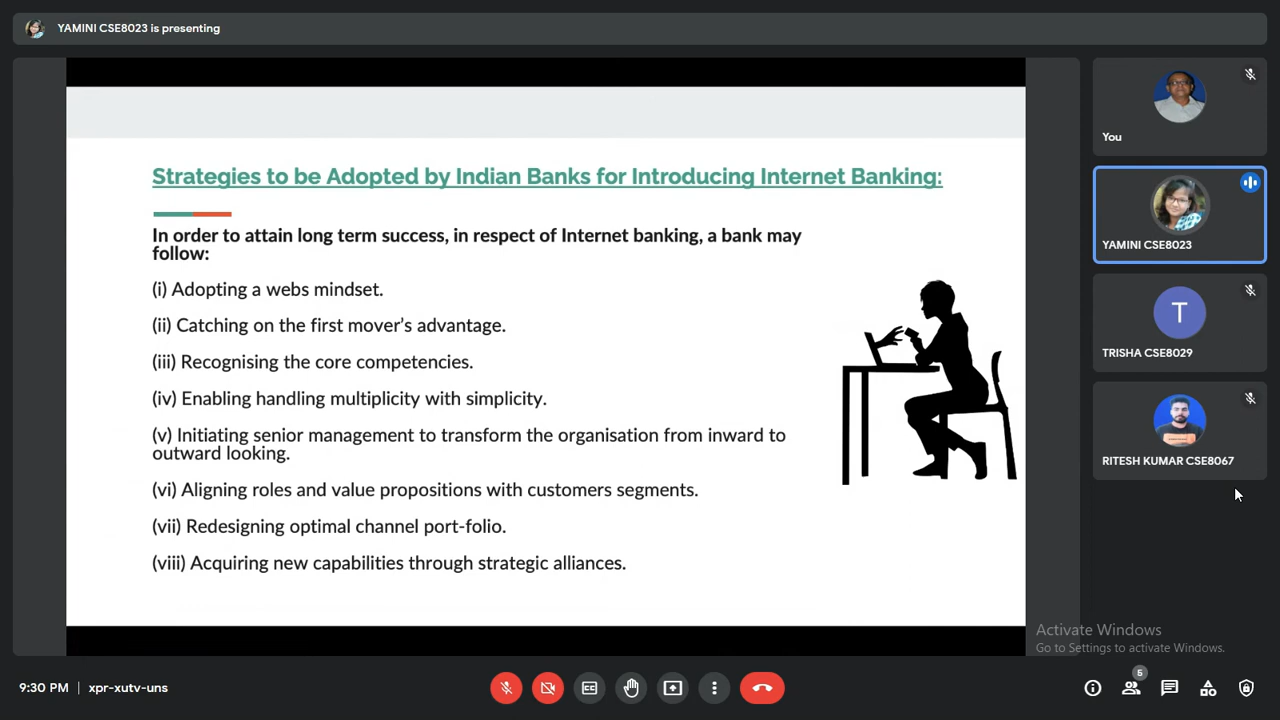 YAMINI CSE8023 is presenting
Strategies to be Adopted by Indian Banks for Introducing Internet Banking:
In order to attain long term success, in respect of Internet banking, a bank may
follow:
(i) Adopting a webs mindset.
(ii) Catching on the first mover’s advantage.
(iii) Recognising the core competencies.
(iv) Enabling handling multiplicity with simplicity.
(v) Initiating senior management to transform the organisation from inward to
outward looking.
(vi) Aligning roles and value propositions with customers segments.
(vii) Redesigning optimal channel port-folio.
(viii) Acquiring new capabilities through strategic alliances.
You
YAMINI CSE8023
T
TRISHA CSE8029
RITESH KUMAR CSE8067
Activate Windows
Go to Settings to activate Windows.
9:30 PM | xpr-xutv-uns
CC
5